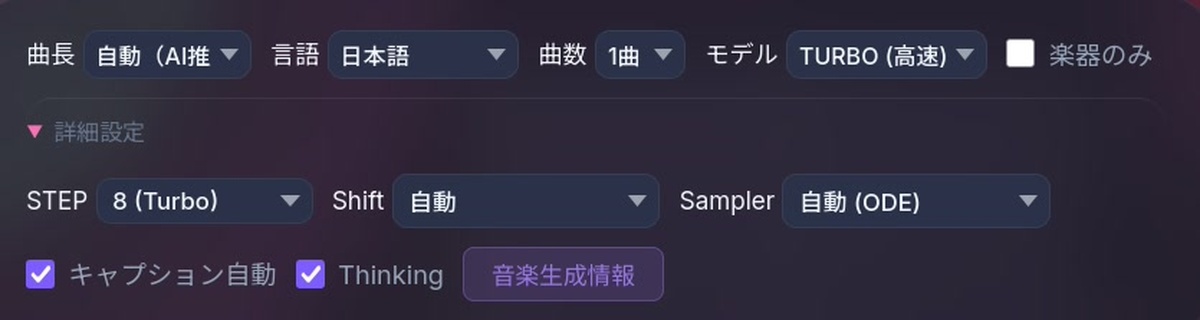 曲長 自動（AI推 言語 日本語 曲数 1曲 モデル TURBO (高速) 楽器のみ
詳細設定
STEP 8 (Turbo) Shift 自動 Sampler 自動 (ODE)
キャプション自動 Thinking 音楽生成情報